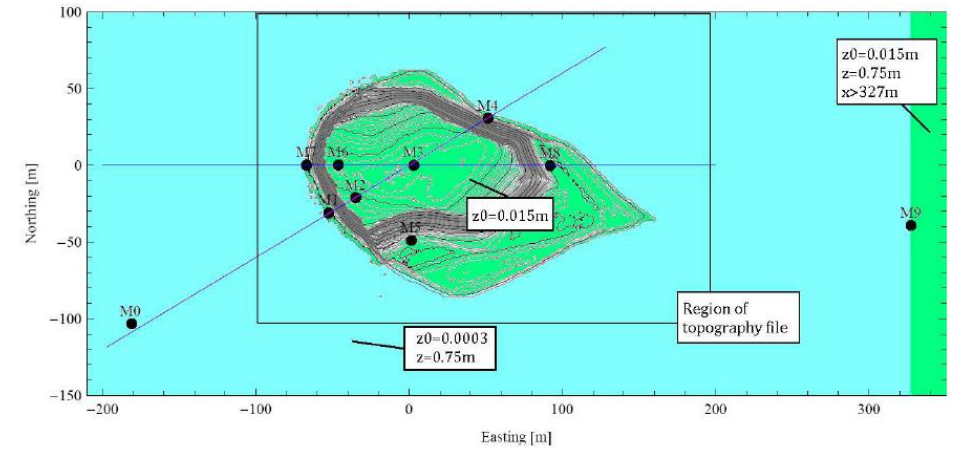 100
50
0
−50
−100
−150
Northing [m]
z0=0.015m
z=0.75m
x>327m
M4
M7
M6
M3
M8
M2
M1
z0=0.015m
M5
M9
M0
Region of
topography file
z0=0.0003
z=0.75m
−200
−100
0
100
200
300
Easting [m]